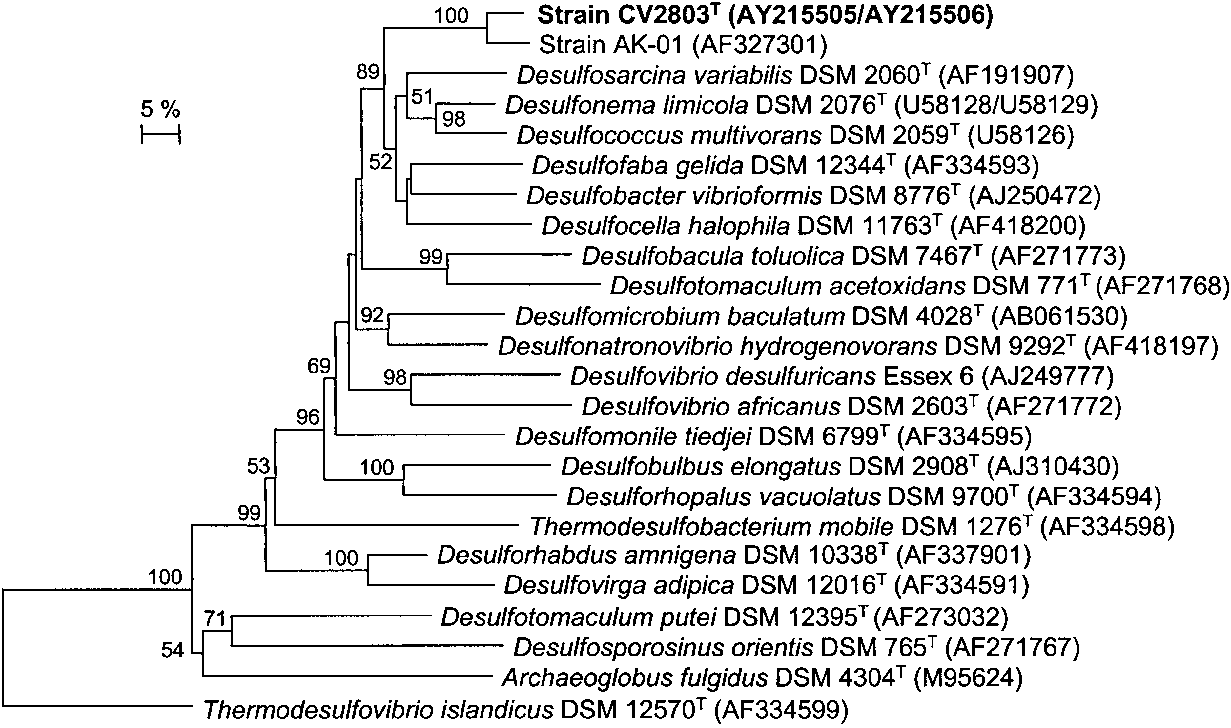 100 Strain CV2803ᵀ (AY215505/AY215506)
Strain AK-01 (AF327301)
89 Desulfosarcina variabilis DSM 2060ᵀ (AF191907)
5 % 51 Desulfonema limicola DSM 2076ᵀ (U58128/U58129)
98 Desulfococcus multivorans DSM 2059ᵀ (U58126)
52 Desulfofaba gelida DSM 12344ᵀ (AF334593)
Desulfobacter vibrioformis DSM 8776ᵀ (AJ250472)
Desulfocella halophila DSM 11763ᵀ (AF418200)
99 Desulfobacula toluolica DSM 7467ᵀ (AF271773)
Desulfotomaculum acetoxidans DSM 771ᵀ (AF271768)
92 Desulfomicrobium baculatum DSM 4028ᵀ (AB061530)
Desulfonatronovibrio hydrogenovorans DSM 9292ᵀ (AF418197)
69 98 Desulfovibrio desulfuricans Essex 6 (AJ249777)
Desulfovibrio africanus DSM 2603ᵀ (AF271772)
96 Desulfomonile tiedjei DSM 6799ᵀ (AF334595)
53 100 Desulfobulbus elongatus DSM 2908ᵀ (AJ310430)
Desulforhopalus vacuolatus DSM 9700ᵀ (AF334594)
99 Thermodesulfobacterium mobile DSM 1276ᵀ (AF334598)
100 Desulforhabdus amnigena DSM 10338ᵀ (AF337901)
100 Desulfovirga adipica DSM 12016ᵀ (AF334591)
71 Desulfotomaculum putei DSM 12395ᵀ (AF273032)
54 Desulfosporosinus orientis DSM 765ᵀ (AF271767)
Archaeoglobus fulgidus DSM 4304ᵀ (M95624)
Thermodesulfovibrio islandicus DSM 12570ᵀ (AF334599)